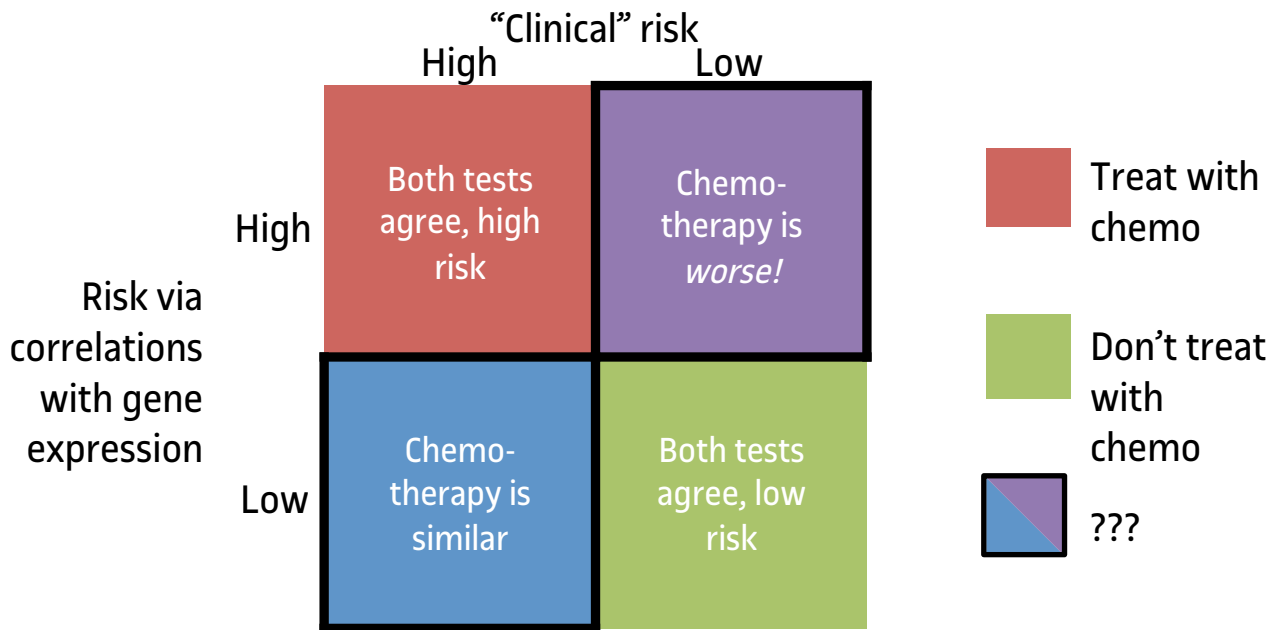 “Clinical” risk
High
Low
Both tests
agree, high
risk
Chemo-
therapy is
worse!
High
Risk via
correlations
with gene
expression
Chemo-
therapy is
similar
Both tests
agree, low
risk
Low
Treat with
chemo
Don’t treat
with
chemo
???